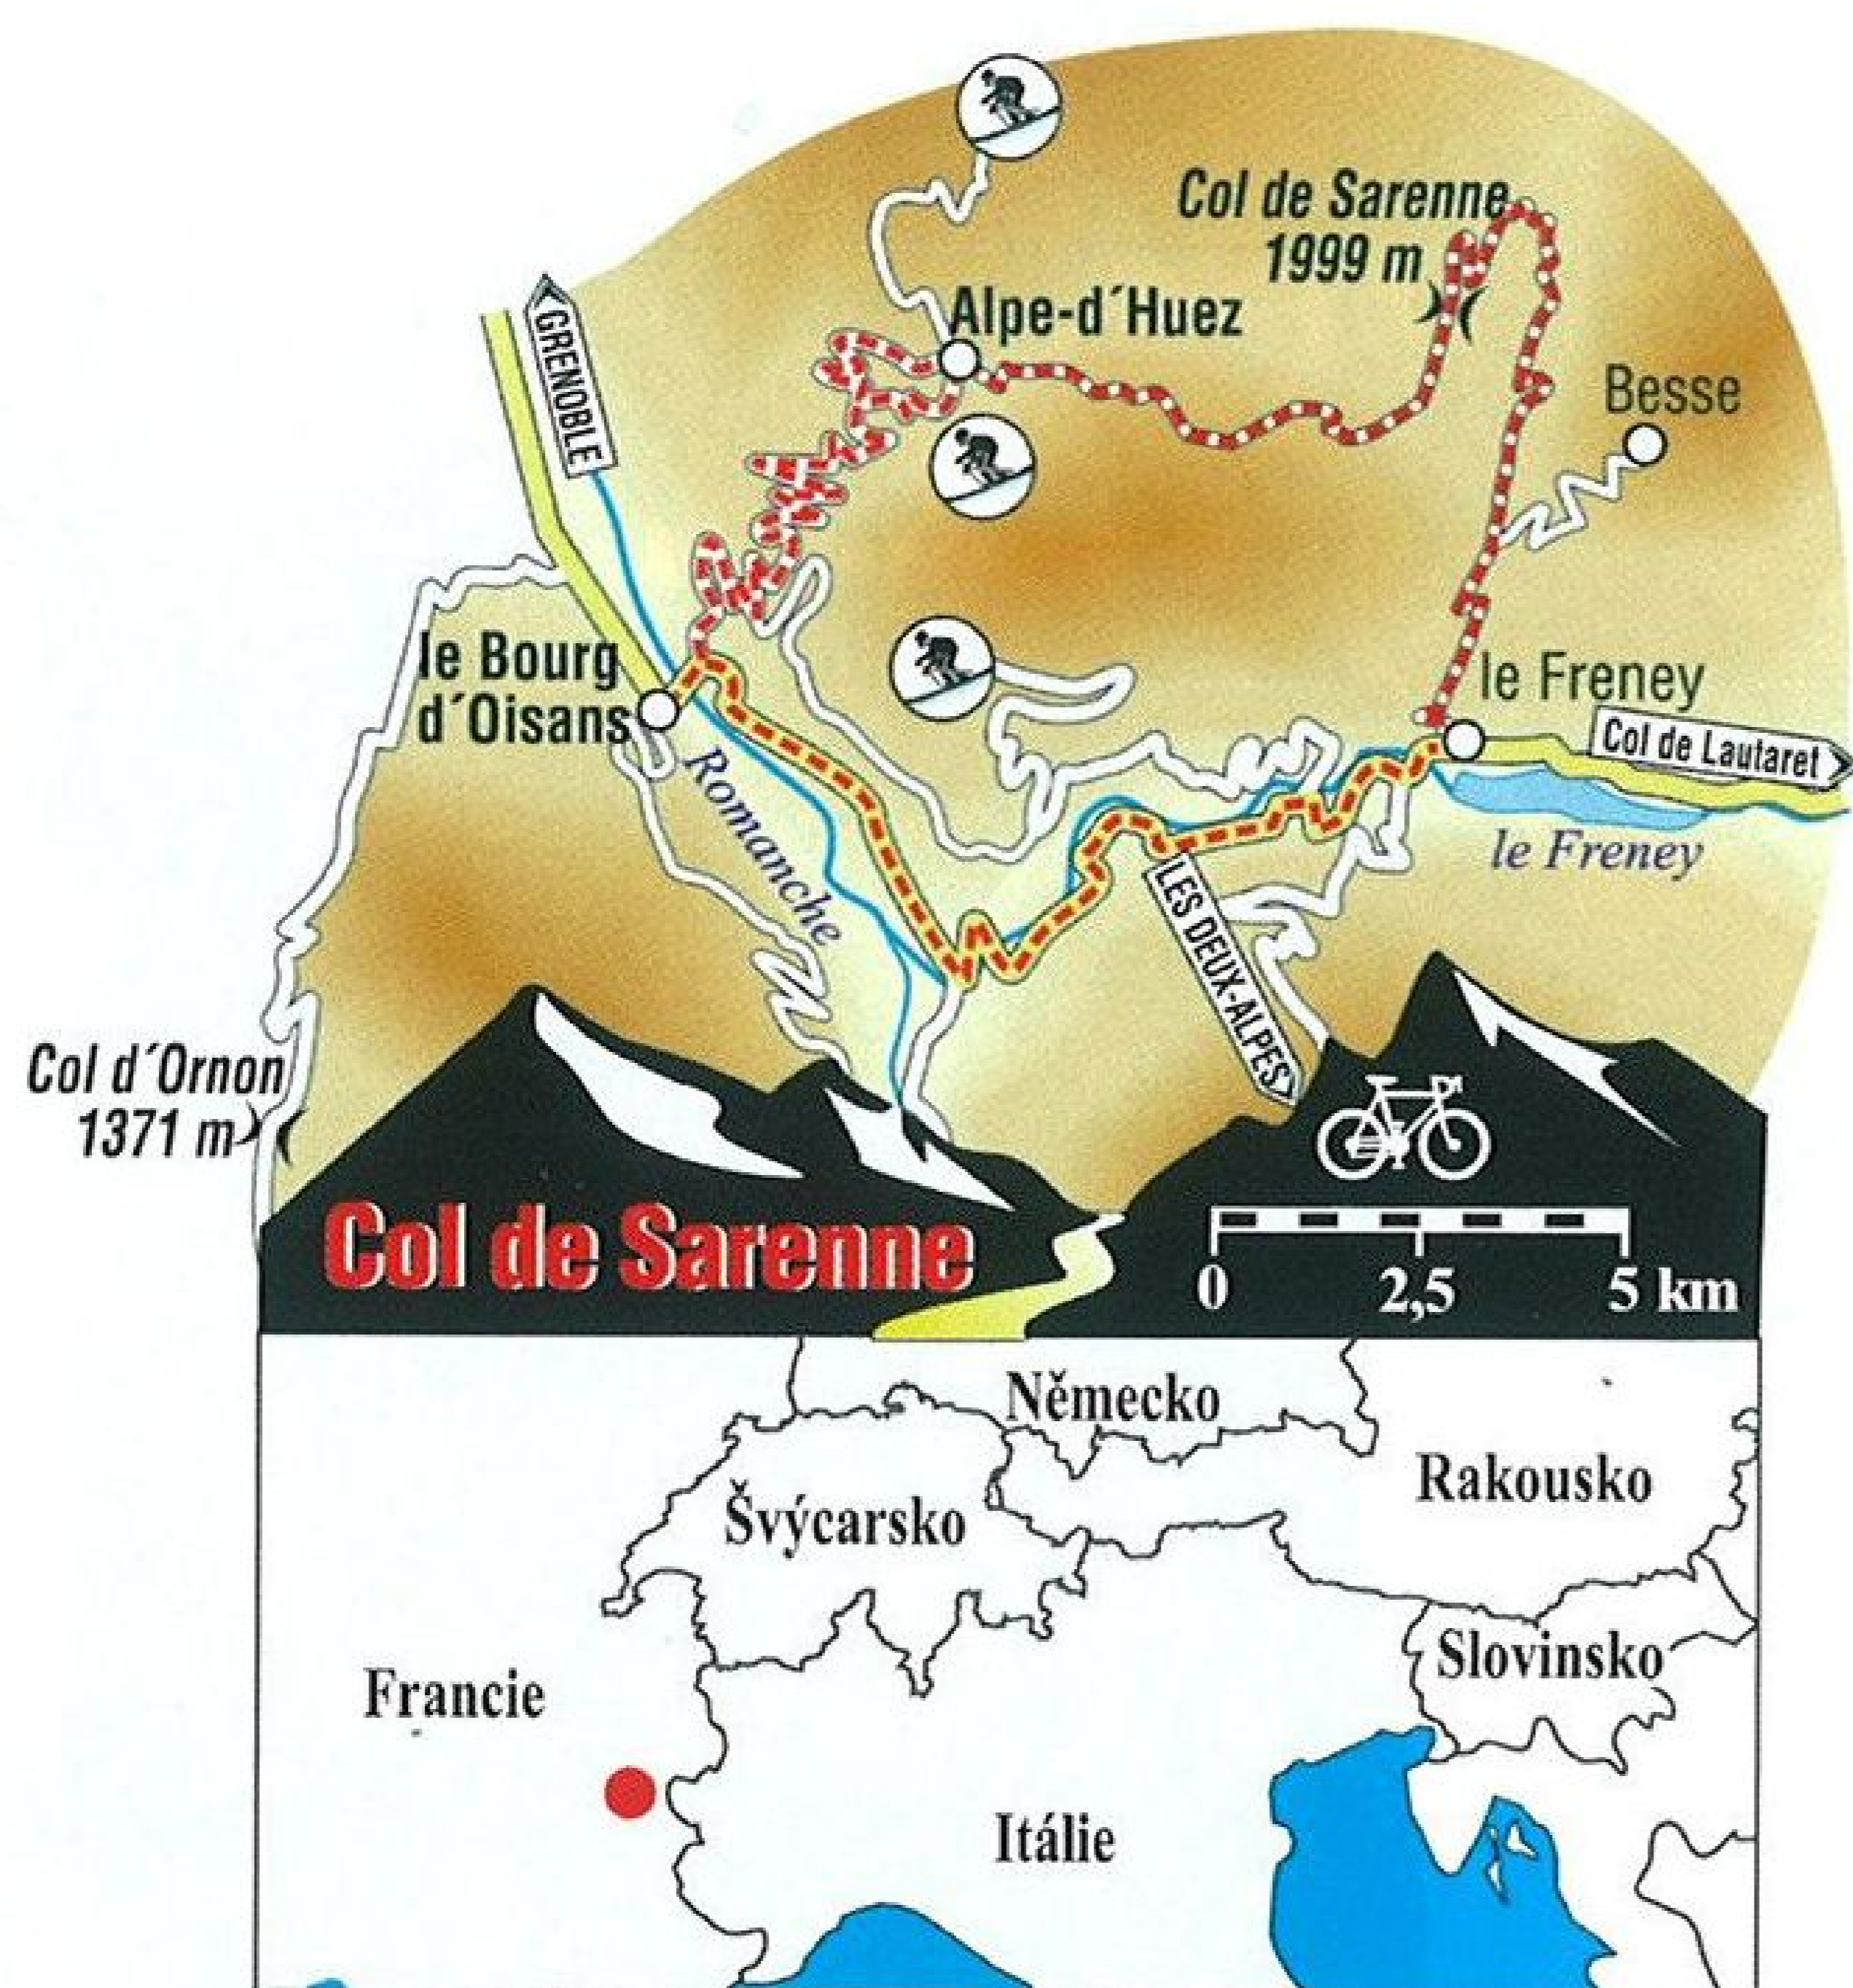 Col de Sarenne
1999 m
GRENOBLE
Alpe-d´Huez
Besse
le Bourg
d´Oisans
le Freney
Col de Lautaret
Romanche
le Freney
LES DEUX-ALPES
Col d´Ornon
1371 m
Col de Sarenne
0 2,5 5 km
Německo
Rakousko
Švýcarsko
Slovinsko
Francie
Itálie